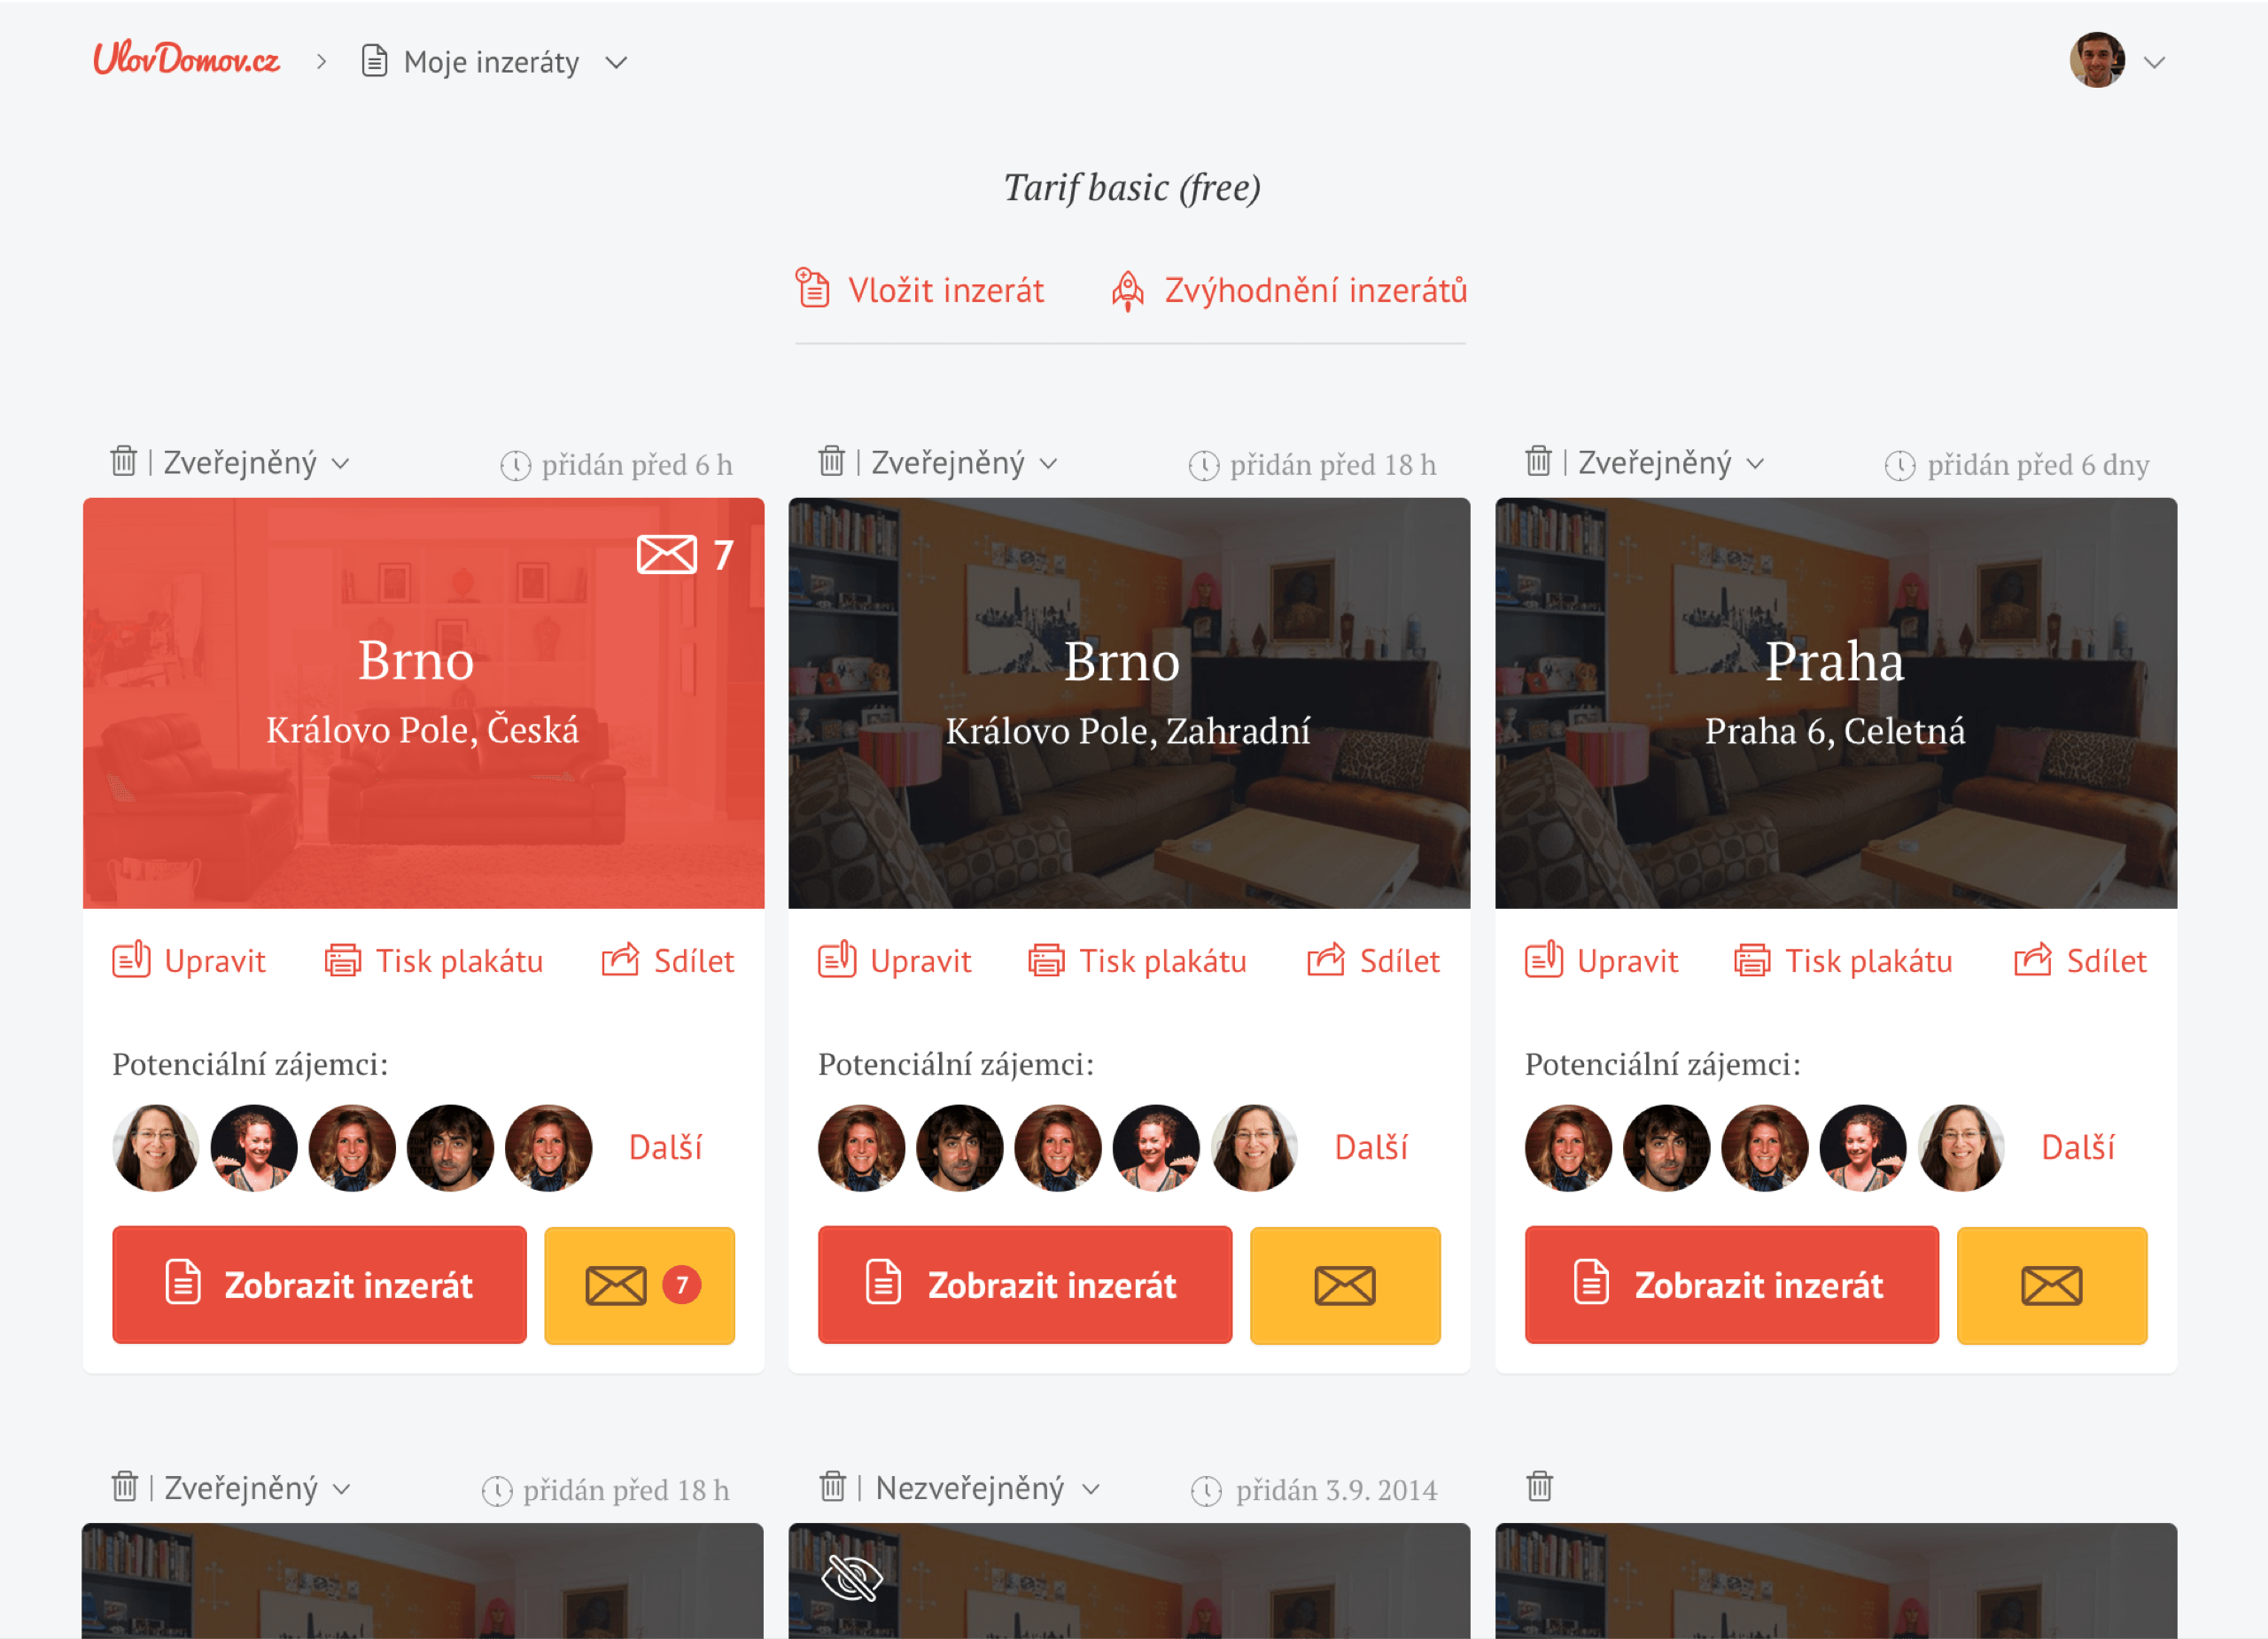 UlovDomov.cz > Moje inzeráty
Tarif basic (free)
Vložit inzerát Zvýhodnění inzerátů
Zveřejněný přidán před 6 h
7
Brno
Královo Pole, Česká
Upravit Tisk plakátu Sdílet
Potenciální zájemci:
Další
Zobrazit inzerát 7
Zveřejněný přidán před 18 h
Brno
Královo Pole, Zahradní
Upravit Tisk plakátu Sdílet
Potenciální zájemci:
Další
Zobrazit inzerát
Zveřejněný přidán před 6 dny
Praha
Praha 6, Celetná
Upravit Tisk plakátu Sdílet
Potenciální zájemci:
Další
Zobrazit inzerát
Zveřejněný přidán před 18 h
Nezveřejněný přidán 3.9. 2014